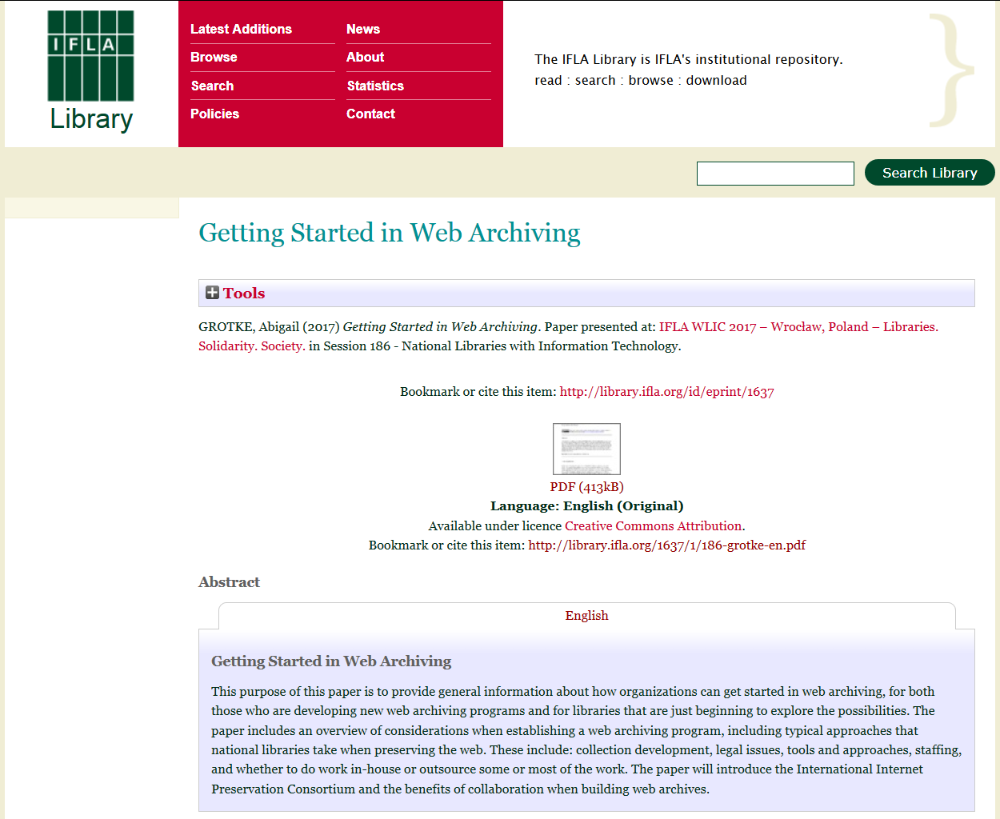 IFLA
Library
Latest Additions
News
Browse
About
Search
Statistics
Policies
Contact
The IFLA Library is IFLA's institutional repository.
read : search : browse : download
}
Search Library
Getting Started in Web Archiving
Tools
GROTKE, Abigail (2017) Getting Started in Web Archiving. Paper presented at: IFLA WLIC 2017 – Wrocław, Poland – Libraries.
Solidarity. Society. in Session 186 - National Libraries with Information Technology.
Bookmark or cite this item: http://library.ifla.org/id/eprint/1637
PDF (413kB)
Language: English (Original)
Available under licence Creative Commons Attribution.
Bookmark or cite this item: http://library.ifla.org/1637/1/186-grotke-en.pdf
Abstract
English
Getting Started in Web Archiving
This purpose of this paper is to provide general information about how organizations can get started in web archiving, for both
those who are developing new web archiving programs and for libraries that are just beginning to explore the possibilities. The
paper includes an overview of considerations when establishing a web archiving program, including typical approaches that
national libraries take when preserving the web. These include: collection development, legal issues, tools and approaches, staffing,
and whether to do work in-house or outsource some or most of the work. The paper will introduce the International Internet
Preservation Consortium and the benefits of collaboration when building web archives.